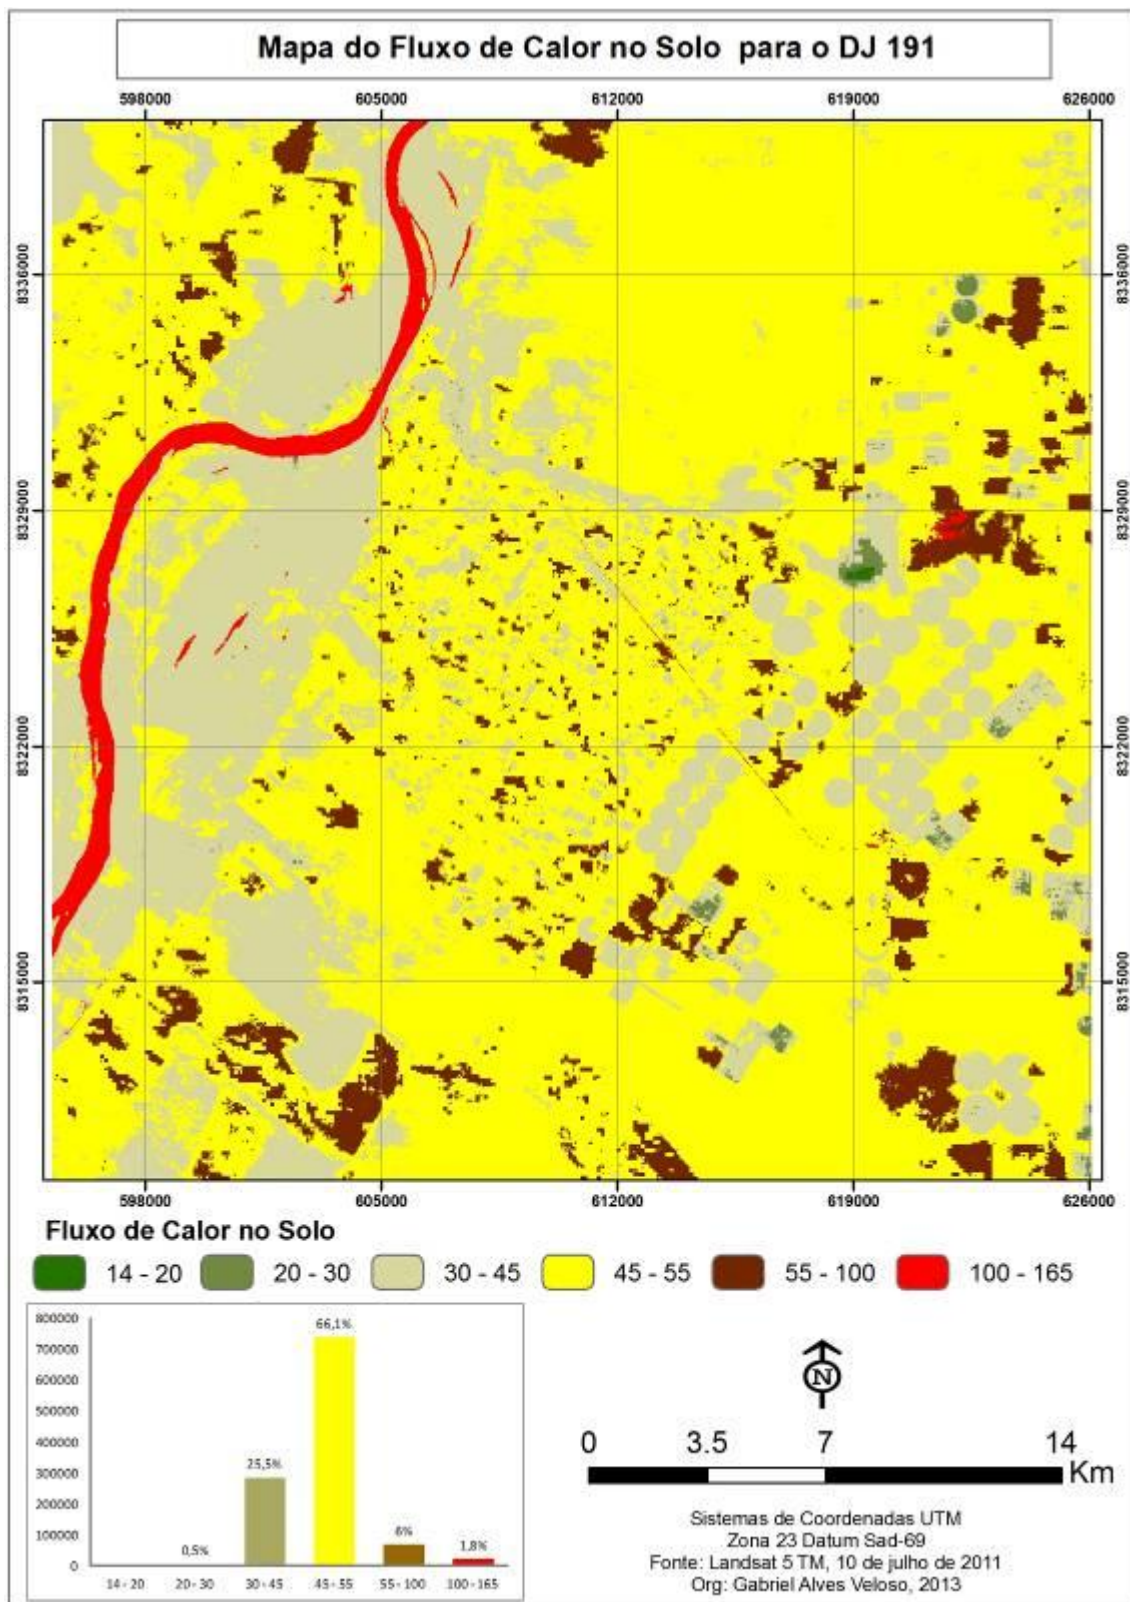 Mapa do Fluxo de Calor no Solo para o DJ 191
598000 605000 612000 619000 626000
8336000 8336000
8329000 8329000
8322000 8322000
8315000 8315000
598000 605000 612000 619000 626000
Fluxo de Calor no Solo
14 - 20 20 - 30 30 - 45 45 - 55 55 - 100 100 - 165
800000
700000
600000
500000
400000
300000
200000
100000
0
0,5% 25,5% 66,1% 6% 1,8%
14 - 20 20 - 30 30 - 45 45 - 55 55 - 100 100 - 165
N
0 3.5 7 14
Km
Sistemas de Coordenadas UTM
Zona 23 Datum Sad-69
Fonte: Landsat 5 TM, 10 de julho de 2011
Org: Gabriel Alves Veloso, 2013